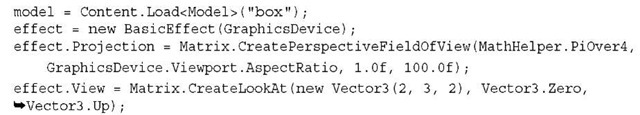 model = Content.Load<Model>("box");
effect = new BasicEffect(GraphicsDevice);
effect.Projection = Matrix.CreatePerspectiveFieldOfView(MathHelper.PiOver4,
GraphicsDevice.Viewport.AspectRatio, 1.0f, 100.0f);
effect.View = Matrix.CreateLookAt(new Vector3(2, 3, 2), Vector3.Zero,
➥Vector3.Up);